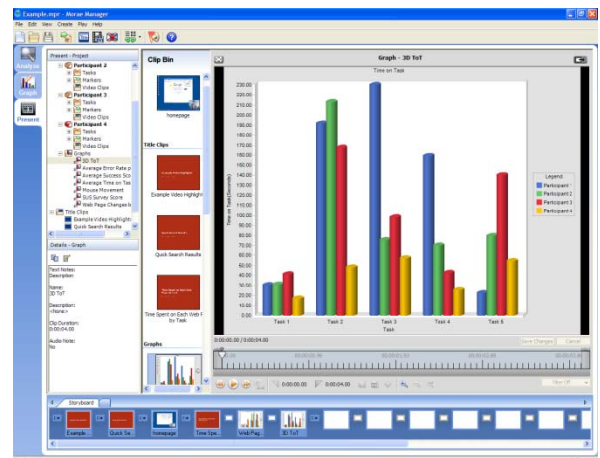 Example.mpr - Morae Manager
File Edit View Create Play Help
Analyze
Graph
Present
Present - Project
Participant 2
Tasks
Markers
Video Clips
Participant 3
Tasks
Markers
Video Clips
Participant 4
Tasks
Markers
Video Clips
Graphs
3D ToT
Average Error Rate p
Average Success Sco
Average Time on Tas
Mouse Movement
SUS Survey Score
Web Page Changes b
Title Clips
Example Video Highlight
Quick Search Results
Details - Graph
Text Notes:
Description
Name:
3D ToT
Description:
<None>
Clip Duration:
0:00:04.00
Audio Note:
No
Clip Bin
homepage
Title Clips
Example Video Highlight
Quick Search Results
Time Spent on Each Web P
by Task
Graphs
Graph - 3D ToT
Time on Task
Time on Task(Seconds)
230.00
220.00
210.00
200.00
190.00
180.00
170.00
160.00
150.00
140.00
130.00
120.00
110.00
100.00
90.00
80.00
70.00
60.00
50.00
40.00
30.00
20.00
10.00
0.00
Task 1 Task 2 Task 3 Task 4 Task 5
Task
Legend
Participant 1
Participant 2
Participant 3
Participant 4
0:00:00.00 / 0:00:04.00
Save Changes Cancel
0:00:00.00 0:00:04.00
Storyboard
Example... Quick Se... homepage Time Spe... Web Pag... 3D ToT